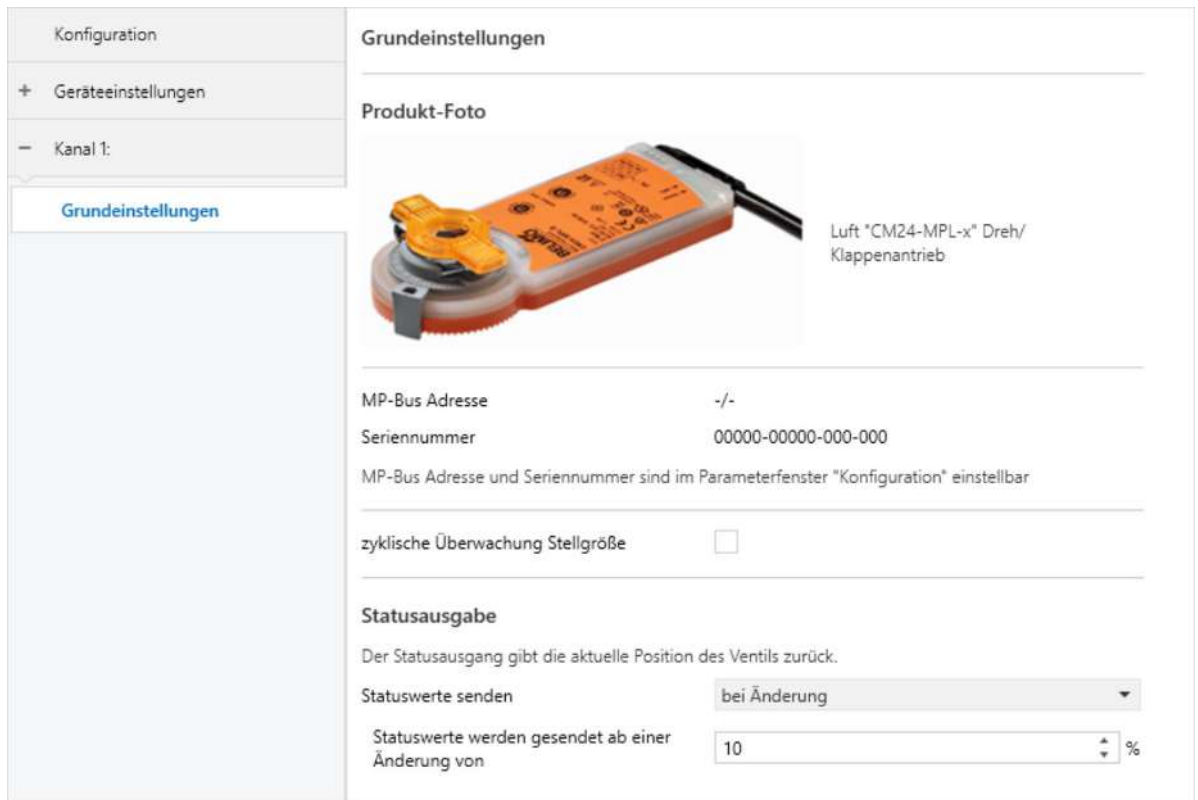 Konfiguration
+ Geräteeinstellungen
− Kanal 1:
Grundeinstellungen
Grundeinstellungen
Produkt-Foto
BELIMO
Luft "CM24-MPL-x" Dreh/
Klappenantrieb
MP-Bus Adresse -/-
Seriennummer 00000-00000-000-000
MP-Bus Adresse und Seriennummer sind im Parameterfenster "Konfiguration" einstellbar
zyklische Überwachung Stellgröße
Statusausgabe
Der Statusausgang gibt die aktuelle Position des Ventils zurück.
Statuswerte senden bei Änderung
Statuswerte werden gesendet ab einer
Änderung von 10 %